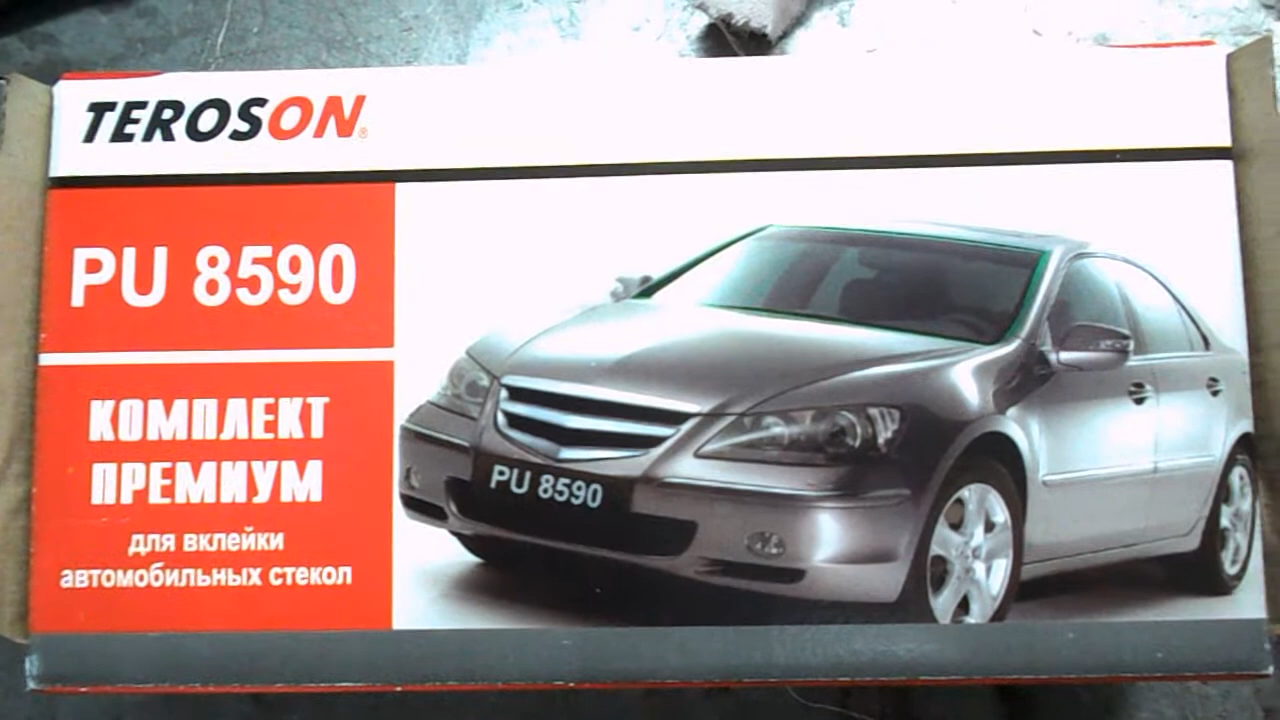 TEROSON®
PU 8590
КОМПЛЕКТ
ПРЕМИУМ
для вклейки
автомобильных стекол
PU 8590